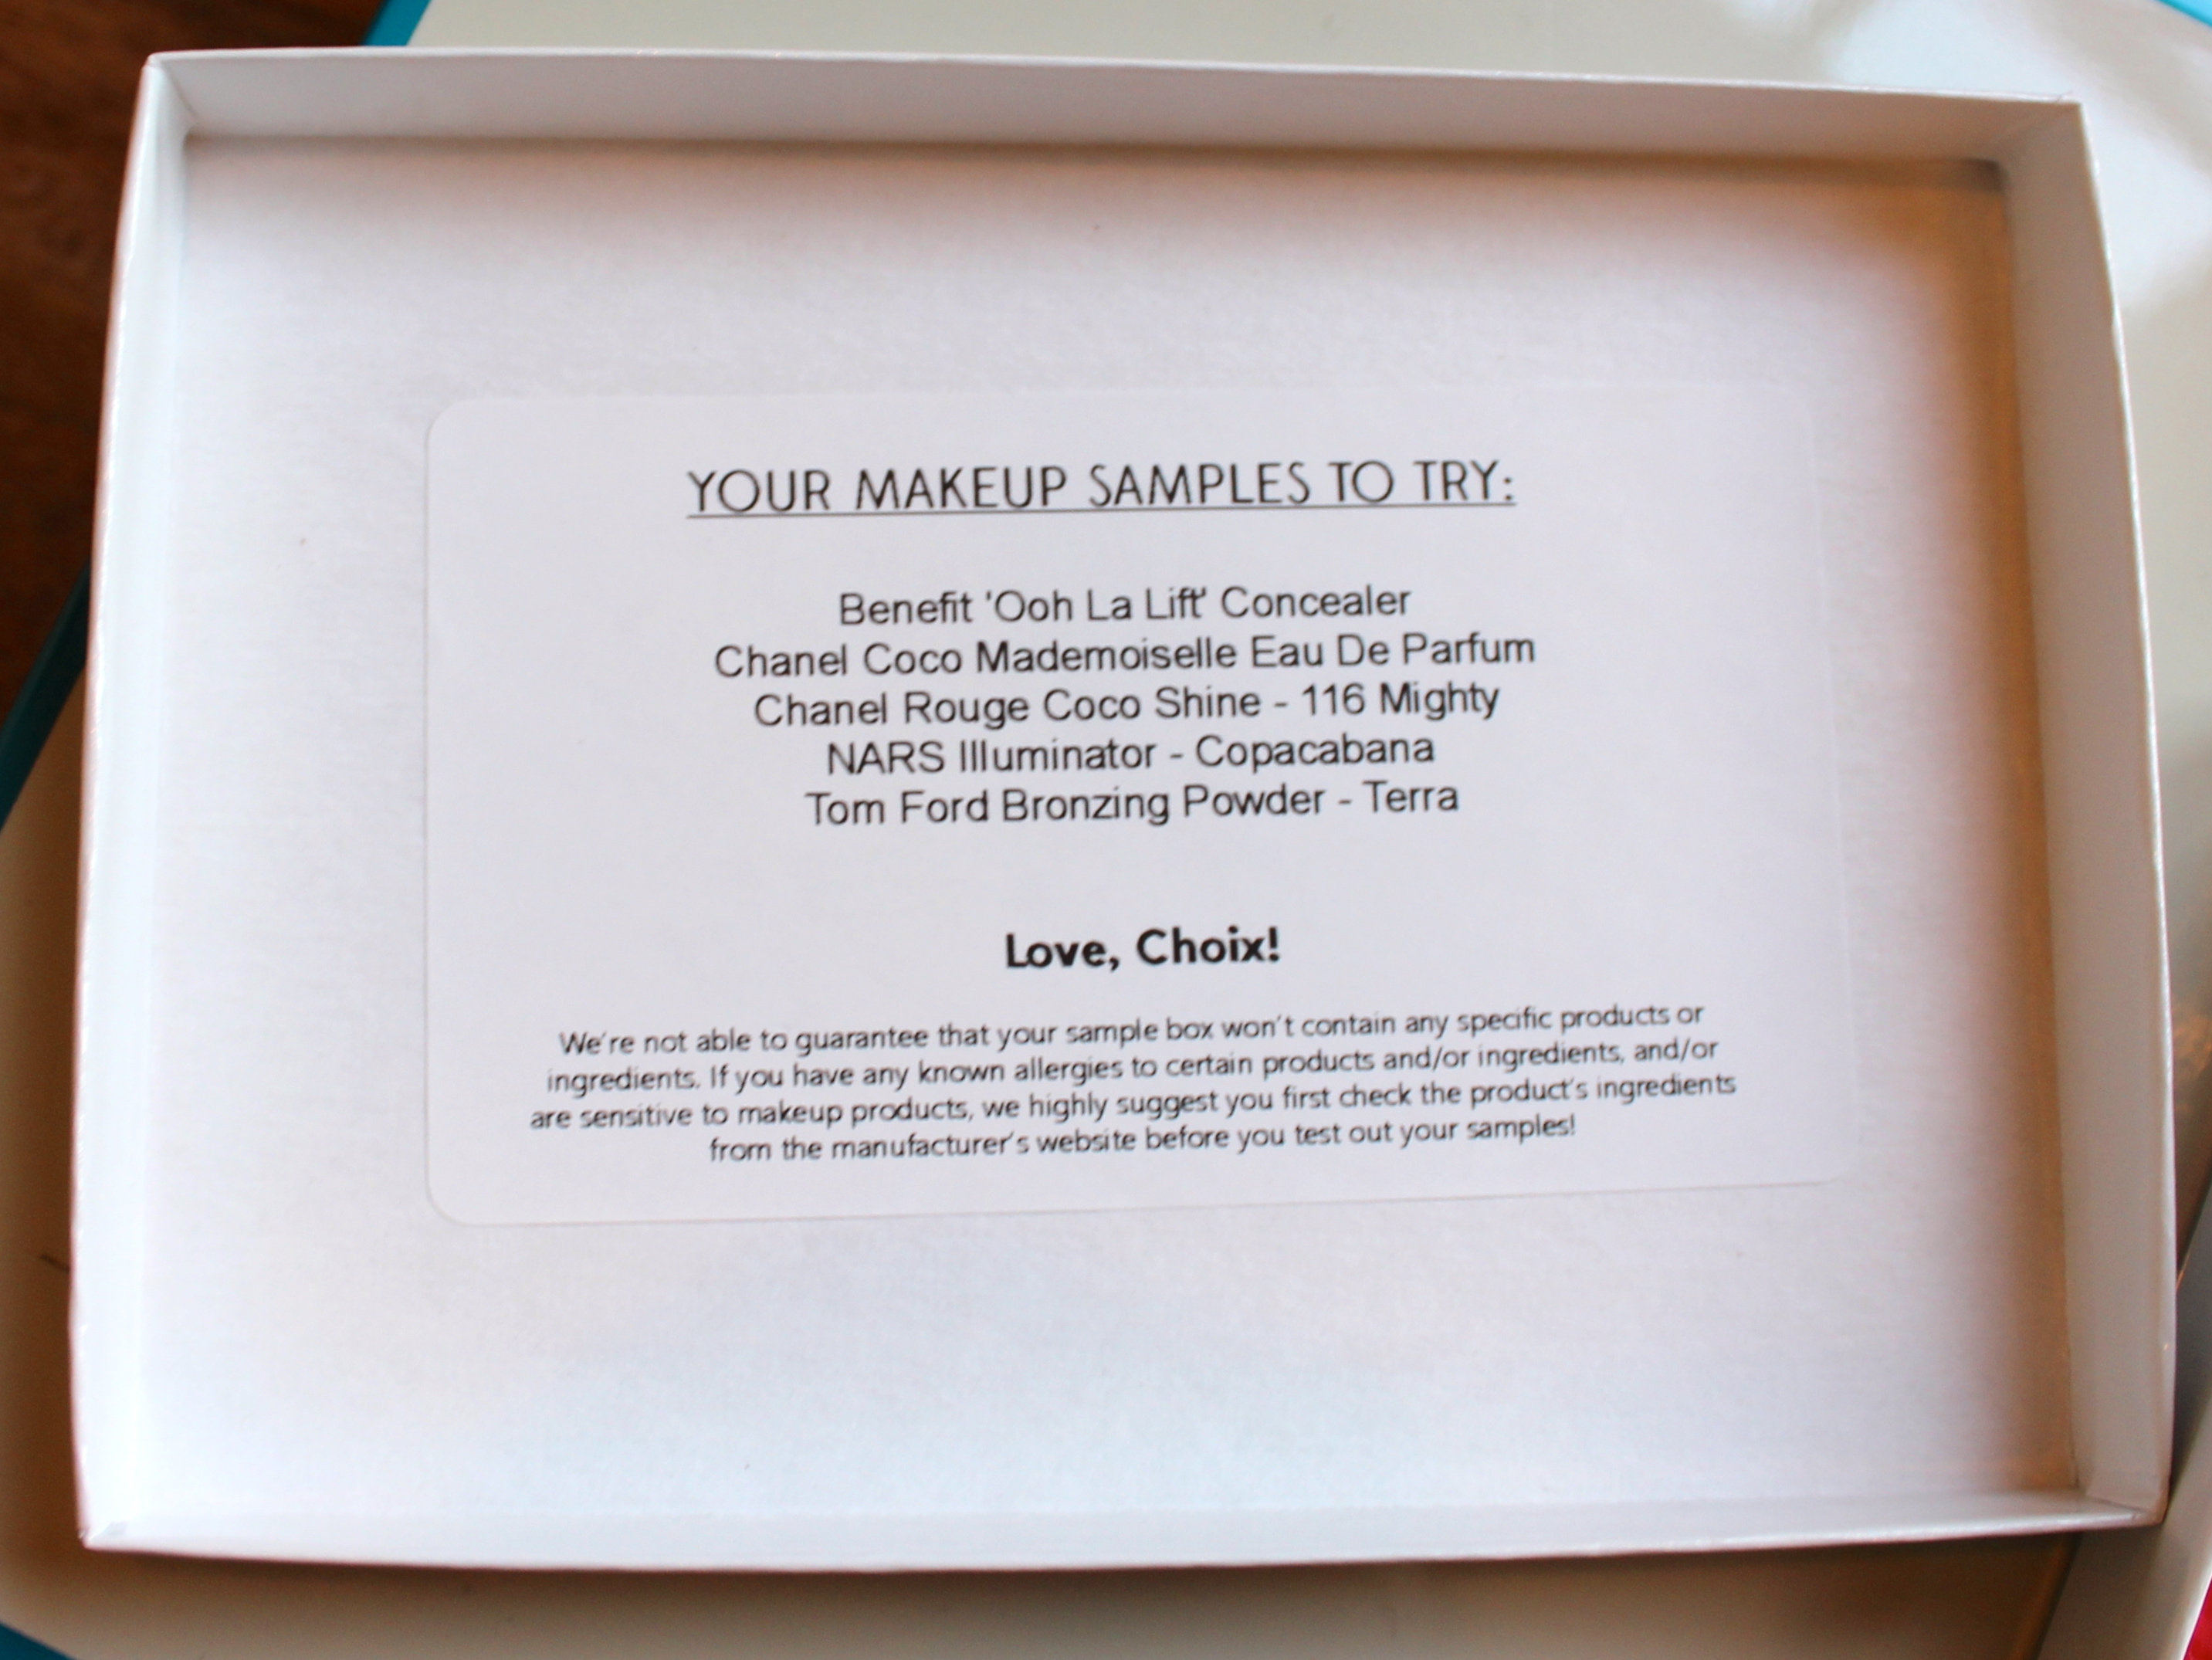 YOUR MAKEUP SAMPLES TO TRY:
Benefit 'Ooh La Lift' Concealer
Chanel Coco Mademoiselle Eau De Parfum
Chanel Rouge Coco Shine - 116 Mighty
NARS Illuminator - Copacabana
Tom Ford Bronzing Powder - Terra
Love, Choix!
We're not able to guarantee that your sample box won't contain any specific products or
ingredients. If you have any known allergies to certain products and/or ingredients, and/or
are sensitive to makeup products, we highly suggest you first check the product's ingredients
from the manufacturer's website before you test out your samples!